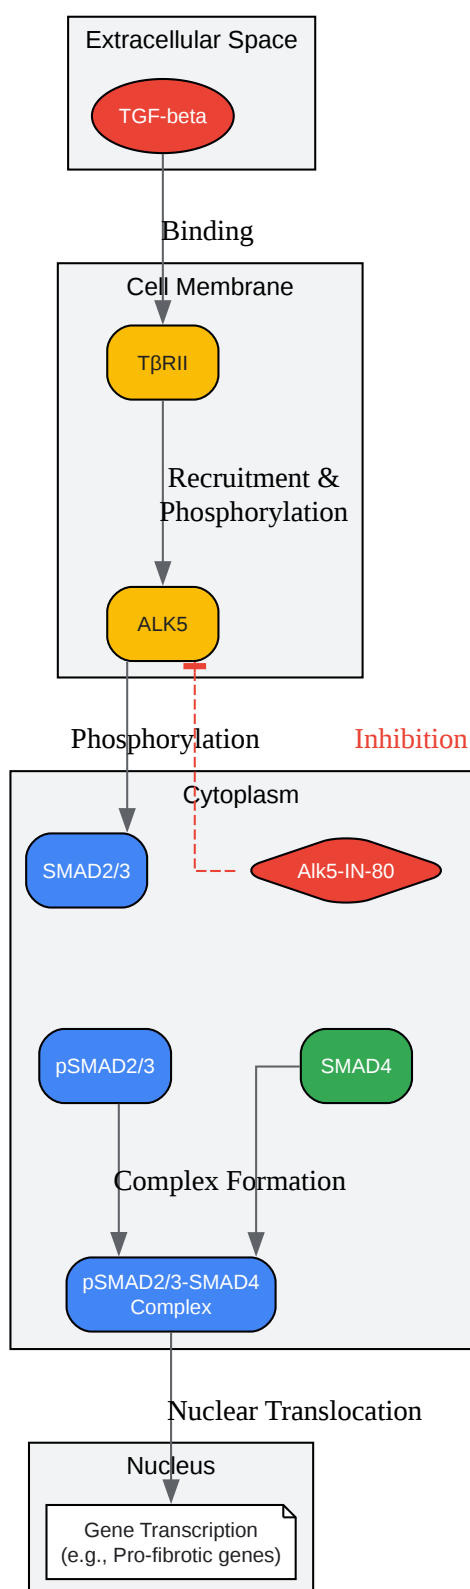 Extracellular Space
TGF-beta
Binding
Cell Membrane
TβRII
Recruitment &
Phosphorylation
ALK5
Phosphorylation
Inhibition
Cytoplasm
SMAD2/3
Alk5-IN-80
pSMAD2/3
SMAD4
Complex Formation
pSMAD2/3-SMAD4
Complex
Nuclear Translocation
Nucleus
Gene Transcription
(e.g., Pro-fibrotic genes)